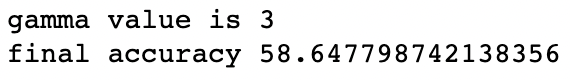 gamma value is 3
final accuracy 58.647798742138356